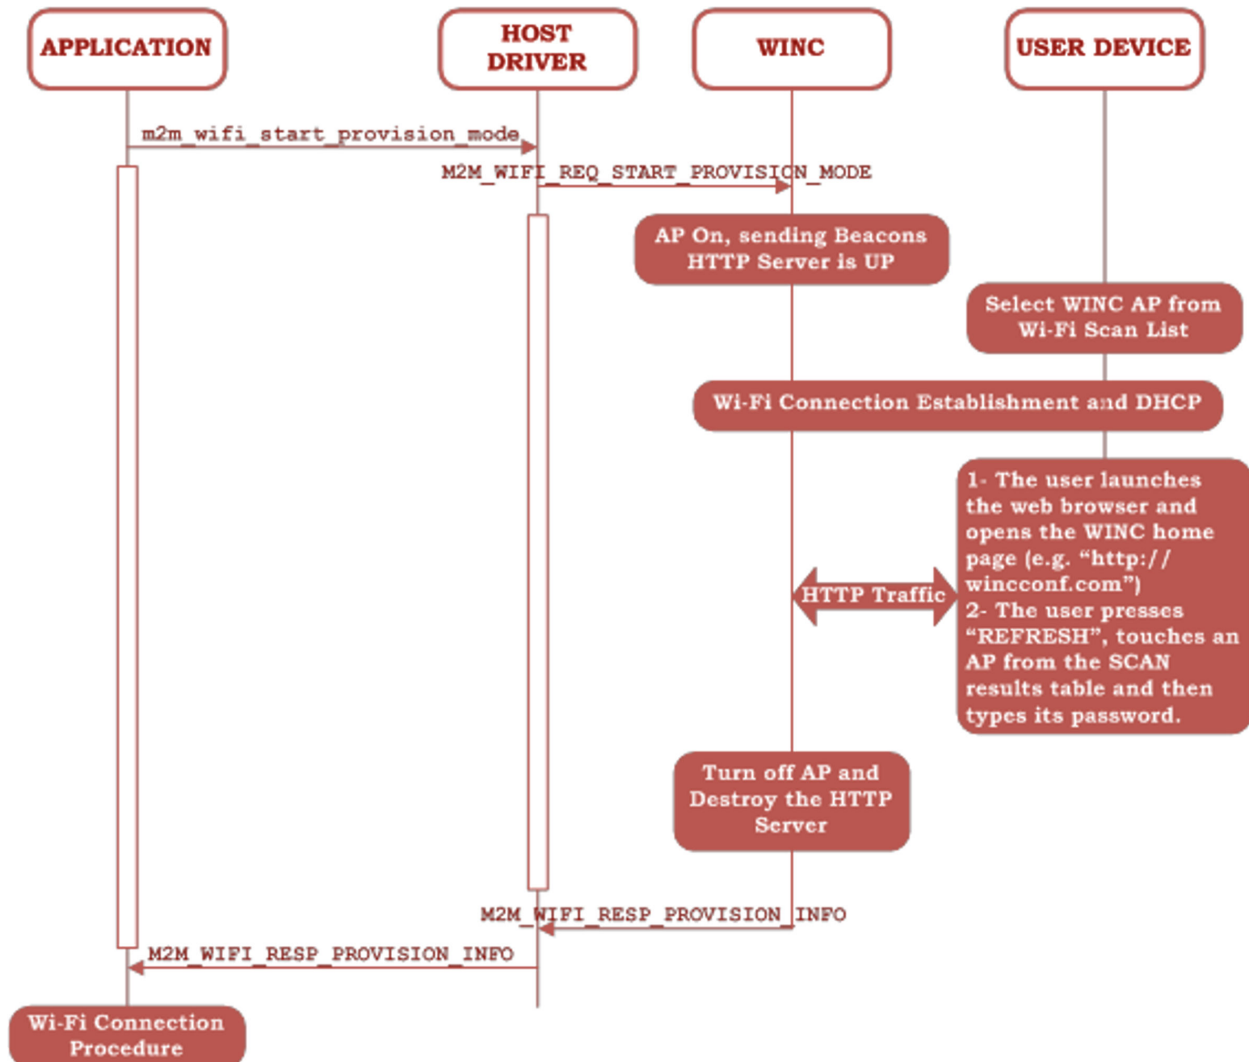 APPLICATION
HOST
DRIVER
WINC
USER DEVICE
m2m_wifi_start_provision_mode
M2M_WIFI_REQ_START_PROVISION_MODE
AP On, sending Beacons
HTTP Server is UP
Select WINC AP from
Wi-Fi Scan List
Wi-Fi Connection Establishment and DHCP
1- The user launches
the web browser and
opens the WINC home
page (e.g. “http://
wincconf.com”)
2- The user presses
“REFRESH”, touches an
AP from the SCAN
results table and then
types its password.
HTTP Traffic
Turn off AP and
Destroy the HTTP
Server
M2M_WIFI_RESP_PROVISION_INFO
M2M_WIFI_RESP_PROVISION_INFO
Wi-Fi Connection
Procedure